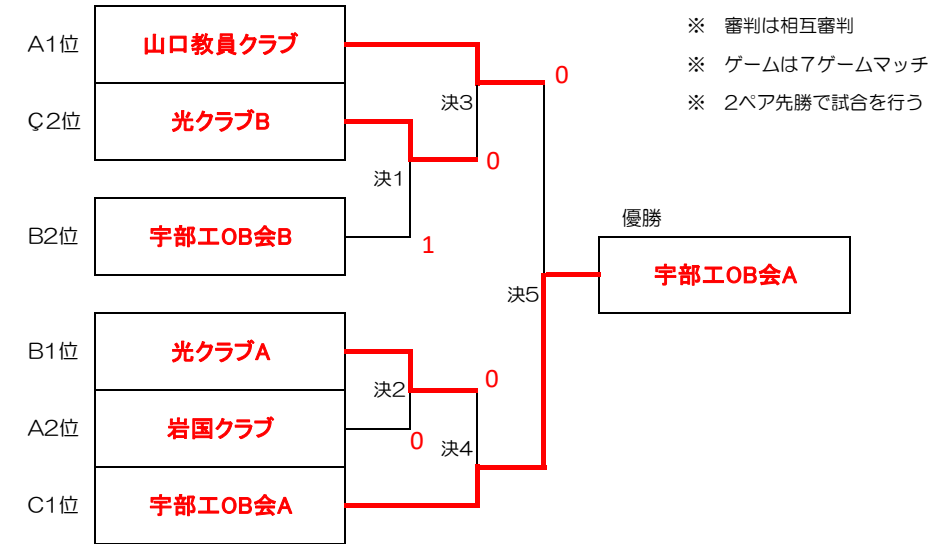 A1位 山口教員クラブ
※ 審判は相互審判
0
※ ゲームは7ゲームマッチ
決3
※ 2ペア先勝で試合を行う
Ç2位 光クラブB
0
決1
B2位 宇部工OB会B
1
優勝
宇部工OB会A
決5
B1位 光クラブA
0
決2
A2位 岩国クラブ
0
決4
C1位 宇部工OB会A